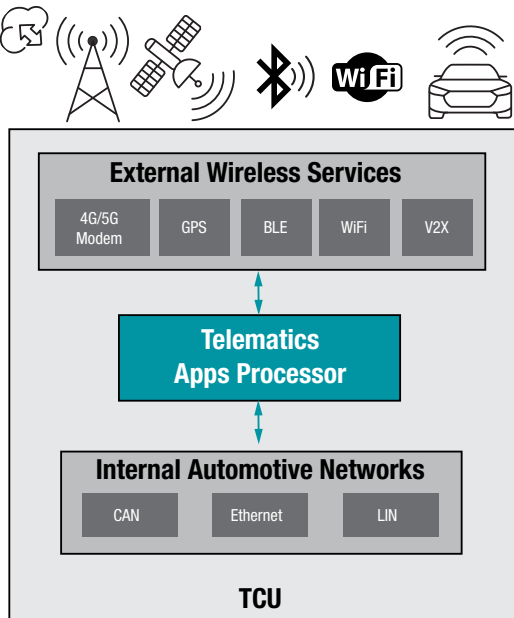 WiFi
External Wireless Services
4G/5G
Modem
GPS
BLE
WiFi
V2X
Telematics
Apps Processor
Internal Automotive Networks
CAN
Ethernet
LIN
TCU